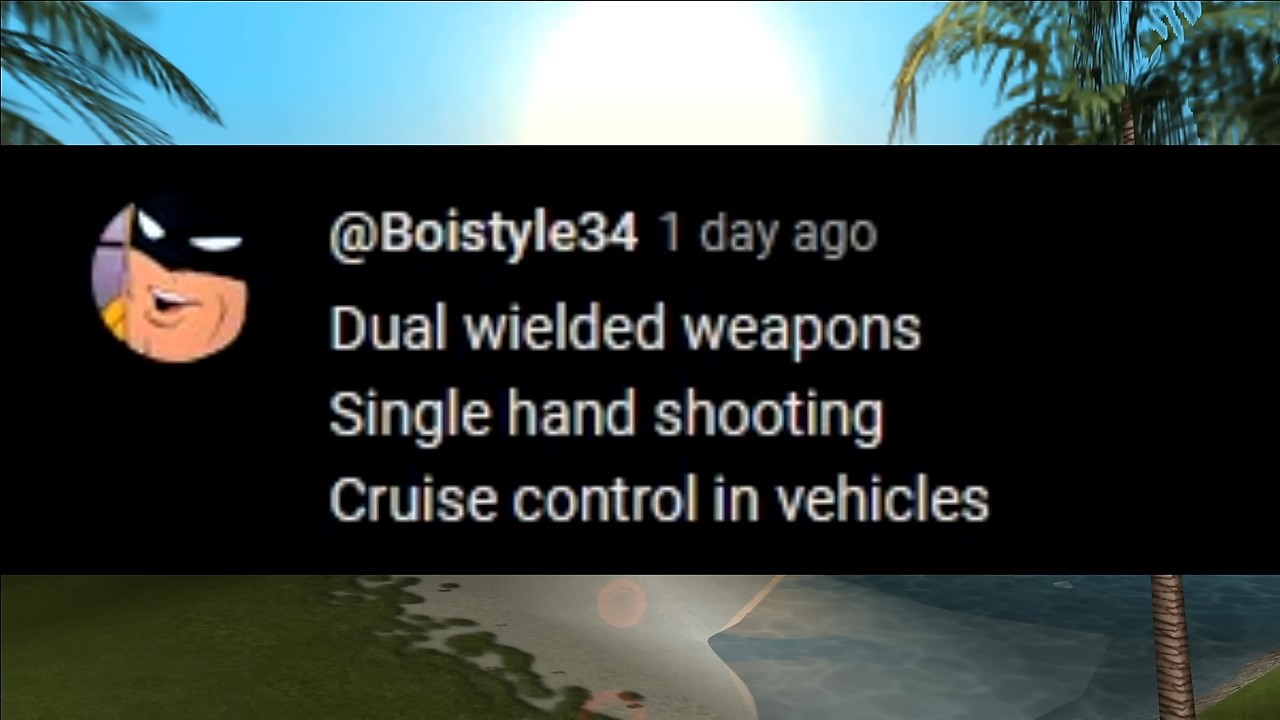 @Boistyle34 1 day ago
Dual wielded weapons
Single hand shooting
Cruise control in vehicles